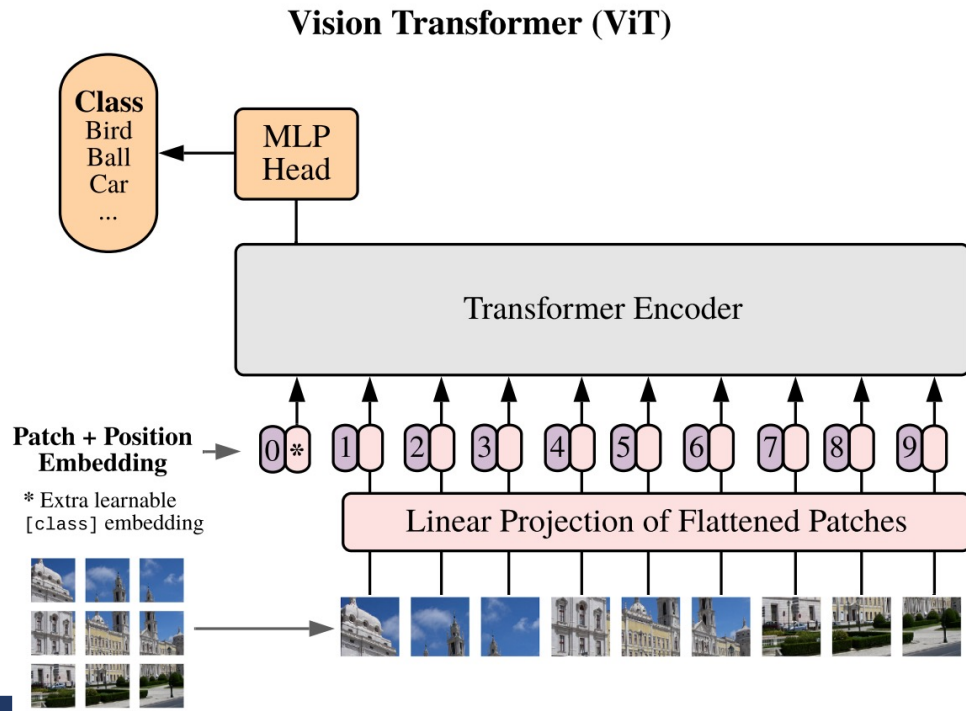 Vision Transformer (ViT)
Class
Bird
Ball
Car
...
MLP
Head
Transformer Encoder
Patch + Position
Embedding
0 * 1 2 3 4 5 6 7 8 9
* Extra learnable
[class] embedding
Linear Projection of Flattened Patches